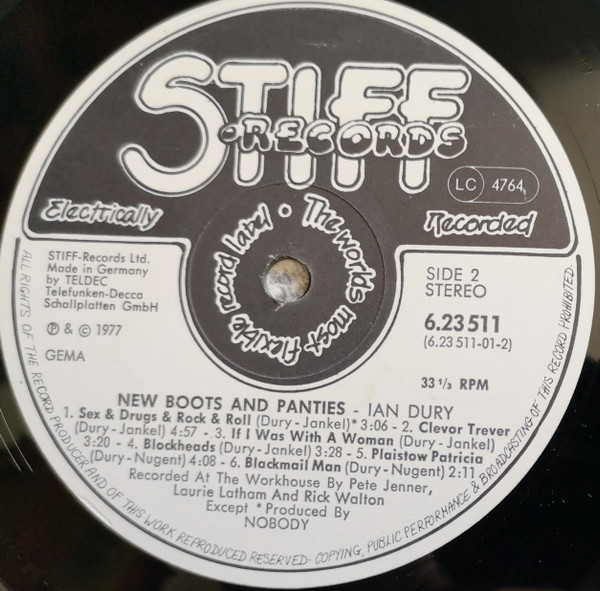 STIFF
RECORDS
LC 4764
Electrically
Recorded
The worlds most flexible record label
STIFF-Records Ltd.
Made in Germany
by TELDEC
Telefunken-Decca
Schallplatten GmbH
℗ & © 1977
GEMA
SIDE 2
STEREO
6.23 511
(6.23 511-01-2)
33 1/3 RPM
NEW BOOTS AND PANTIES - IAN DURY
1. Sex & Drugs & Rock & Roll (Dury-Jankel)* 3:06 - 2. Clevor Trever
(Dury-Jankel) 4:57 - 3. If I Was With A Woman (Dury-Jankel)
3:20 - 4. Blockheads (Dury-Jankel) 3:28 - 5. Plaistow Patricia
(Dury-Nugent) 4:08 - 6. Blackmail Man (Dury-Nugent) 2:11
Recorded At The Workhouse By Pete Jenner,
Laurie Latham And Rick Walton
Except * Produced By
NOBODY
ALL RIGHTS OF THE RECORD PRODUCER AND OF THIS WORK REPRODUCED RESERVED · COPYING, PUBLIC PERFORMANCE & BROADCASTING OF THIS RECORD PROHIBITED.